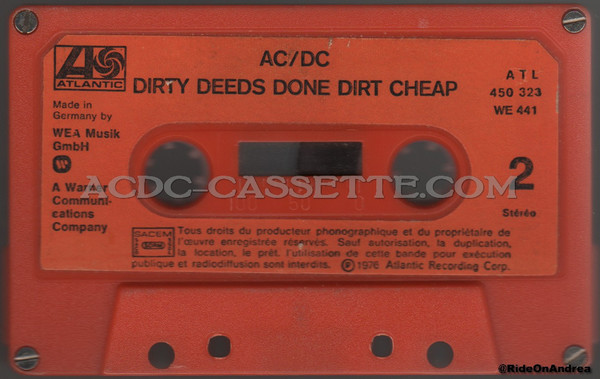 AC/DC
DIRTY DEEDS DONE DIRT CHEAP
ATLANTIC
ATL
450 323
WE 441
Made in
Germany by
WEA Musik
GmbH
A Warner
Communi-
cations
Company
ACDC-CASSETTE.COM
2
Stéréo
100 50 0
SACEM
Tous droits du producteur phonographique et du propriétaire de
l'œuvre enregistrée réservés. Sauf autorisation, la duplication,
la location, le prêt, l'utilisation de cette bande pour exécution
publique et radiodiffusion sont interdits. ℗ 1976 Atlantic Recording Corp.
@RideOnAndrea